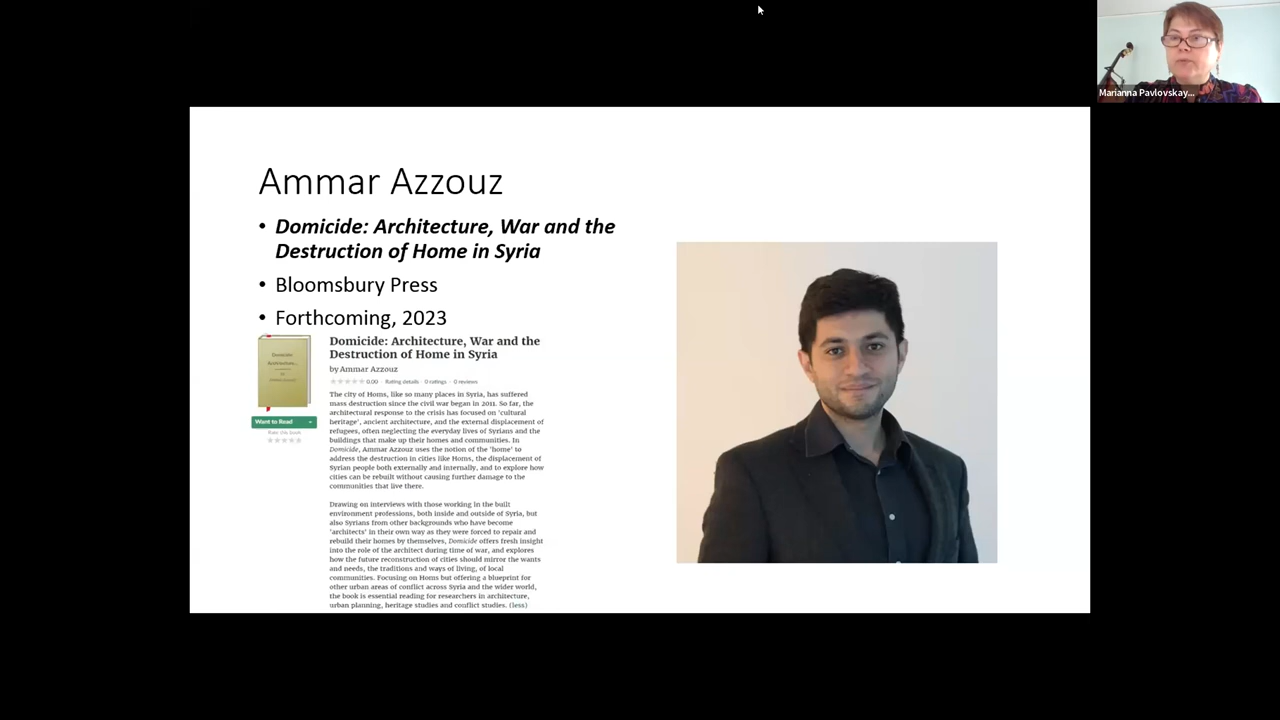 Marianna Pavlovskay...
Ammar Azzouz
• Domicide: Architecture, War and the
Destruction of Home in Syria
• Bloomsbury Press
• Forthcoming, 2023
Domicide:
Architecture...
Want to Read
Rate this book
Domicide: Architecture, War and the
Destruction of Home in Syria
by Ammar Azzouz
0.00 · Rating details · 0 ratings · 0 reviews
The city of Homs, like so many places in Syria, has suffered
mass destruction since the civil war began in 2011. So far, the
architectural response to the crisis has focused on 'cultural
heritage', ancient architecture, and the external displacement of
refugees, often neglecting the everyday lives of Syrians and the
buildings that make up their homes and communities. In
Domicide, Ammar Azzouz uses the notion of the 'home' to
address the destruction in cities like Homs, the displacement of
Syrian people both externally and internally, and to explore how
cities can be rebuilt without causing further damage to the
communities that live there.
Drawing on interviews with those working in the built
environment professions, both inside and outside of Syria, but
also Syrians from other backgrounds who have become
'architects' in their own way as they were forced to repair and
rebuild their homes by themselves, Domicide offers fresh insight
into the role of the architect during time of war, and explores
how the future reconstruction of cities should mirror the wants
and needs, the traditions and ways of living, of local
communities. Focusing on Homs but offering a blueprint for
other urban areas of conflict across Syria and the wider world,
the book is essential reading for researchers in architecture,
urban planning, heritage studies and conflict studies. (less)